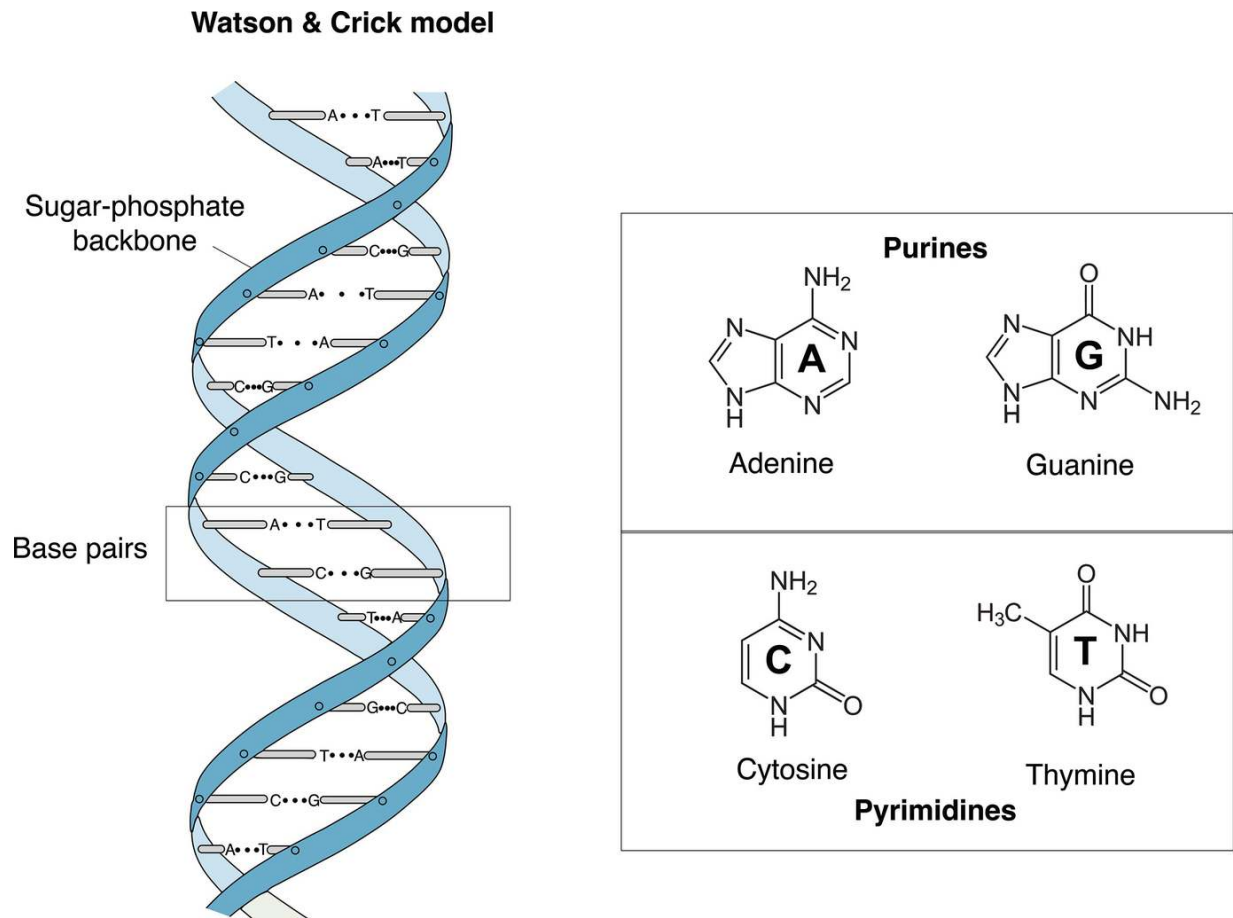 Watson & Crick model
A•••T
A•••T
Sugar-phosphate
backbone
C•••G
A• • •T
T• • •A
C•••G
C•••G
Base pairs
A• • •T
C• • •G
T•••A
G•••C
T•••A
C•••G
A•••T
Purines
NH2
N
N
A
N
H
N
Adenine
O
N
NH
G
N
H
N
NH2
Guanine
NH2
N
C
N
H
O
Cytosine
O
H3C
NH
T
N
H
O
Thymine
Pyrimidines